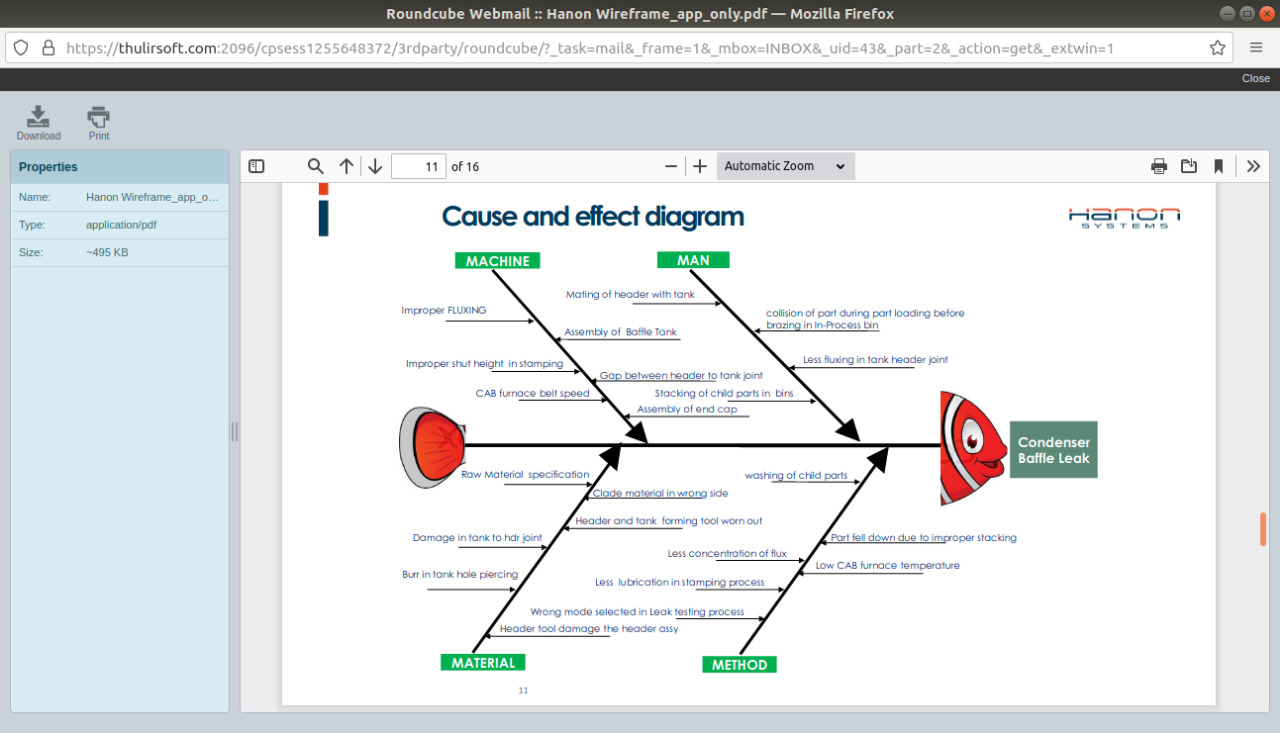 Roundcube Webmail :: Hanon Wireframe_app_only.pdf — Mozilla Firefox
https://thulirsoft.com:2096/cpsess1255648372/3rdparty/roundcube/?_task=mail&_frame=1&_mbox=INBOX&_uid=43&_part=2&_action=get&_extwin=1
Close
Download
Print
Properties
Name: Hanon Wireframe_app_o…
Type: application/pdf
Size: ~495 KB
11 of 16
Automatic Zoom
Cause and effect diagram
Hanon
SYSTEMS
MACHINE
MAN
Mating of header with tank
Improper FLUXING
collision of part during part loading before
brazing in In-Process bin
Assembly of Baffle Tank
Less fluxing in tank header joint
Improper shut height in stamping
Gap between header to tank joint
CAB furnace belt speed
Stacking of child parts in bins
Assembly of end cap
Condenser
Baffle Leak
Raw Material specification
washing of child parts
Clade material in wrong side
Header and tank forming tool worn out
Damage in tank to hdr joint
Part fell down due to improper stacking
Less concentration of flux
Low CAB furnace temperature
Burr in tank hole piercing
Less lubrication in stamping process
Wrong mode selected in Leak testing process
Header tool damage the header assy
MATERIAL
METHOD
11